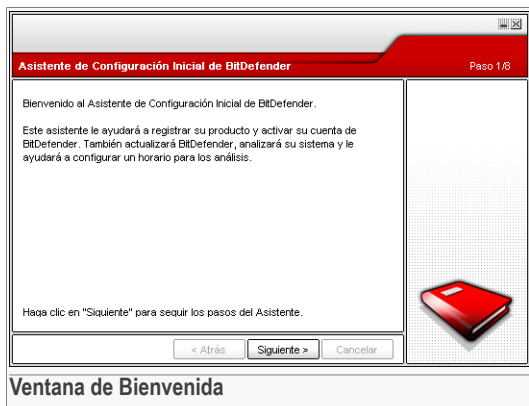 Asistente de Configuración Inicial de BitDefender
Paso 1/8
Bienvenido al Asistente de Configuración Inicial de BitDefender.
Este asistente le ayudará a registrar su producto y activar su cuenta de
BitDefender. También actualizará BitDefender, analizará su sistema y le
ayudará a configurar un horario para los análisis.
Haga clic en "Siguiente" para seguir los pasos del Asistente.
< Atrás
Siguiente >
Cancelar
Ventana de Bienvenida